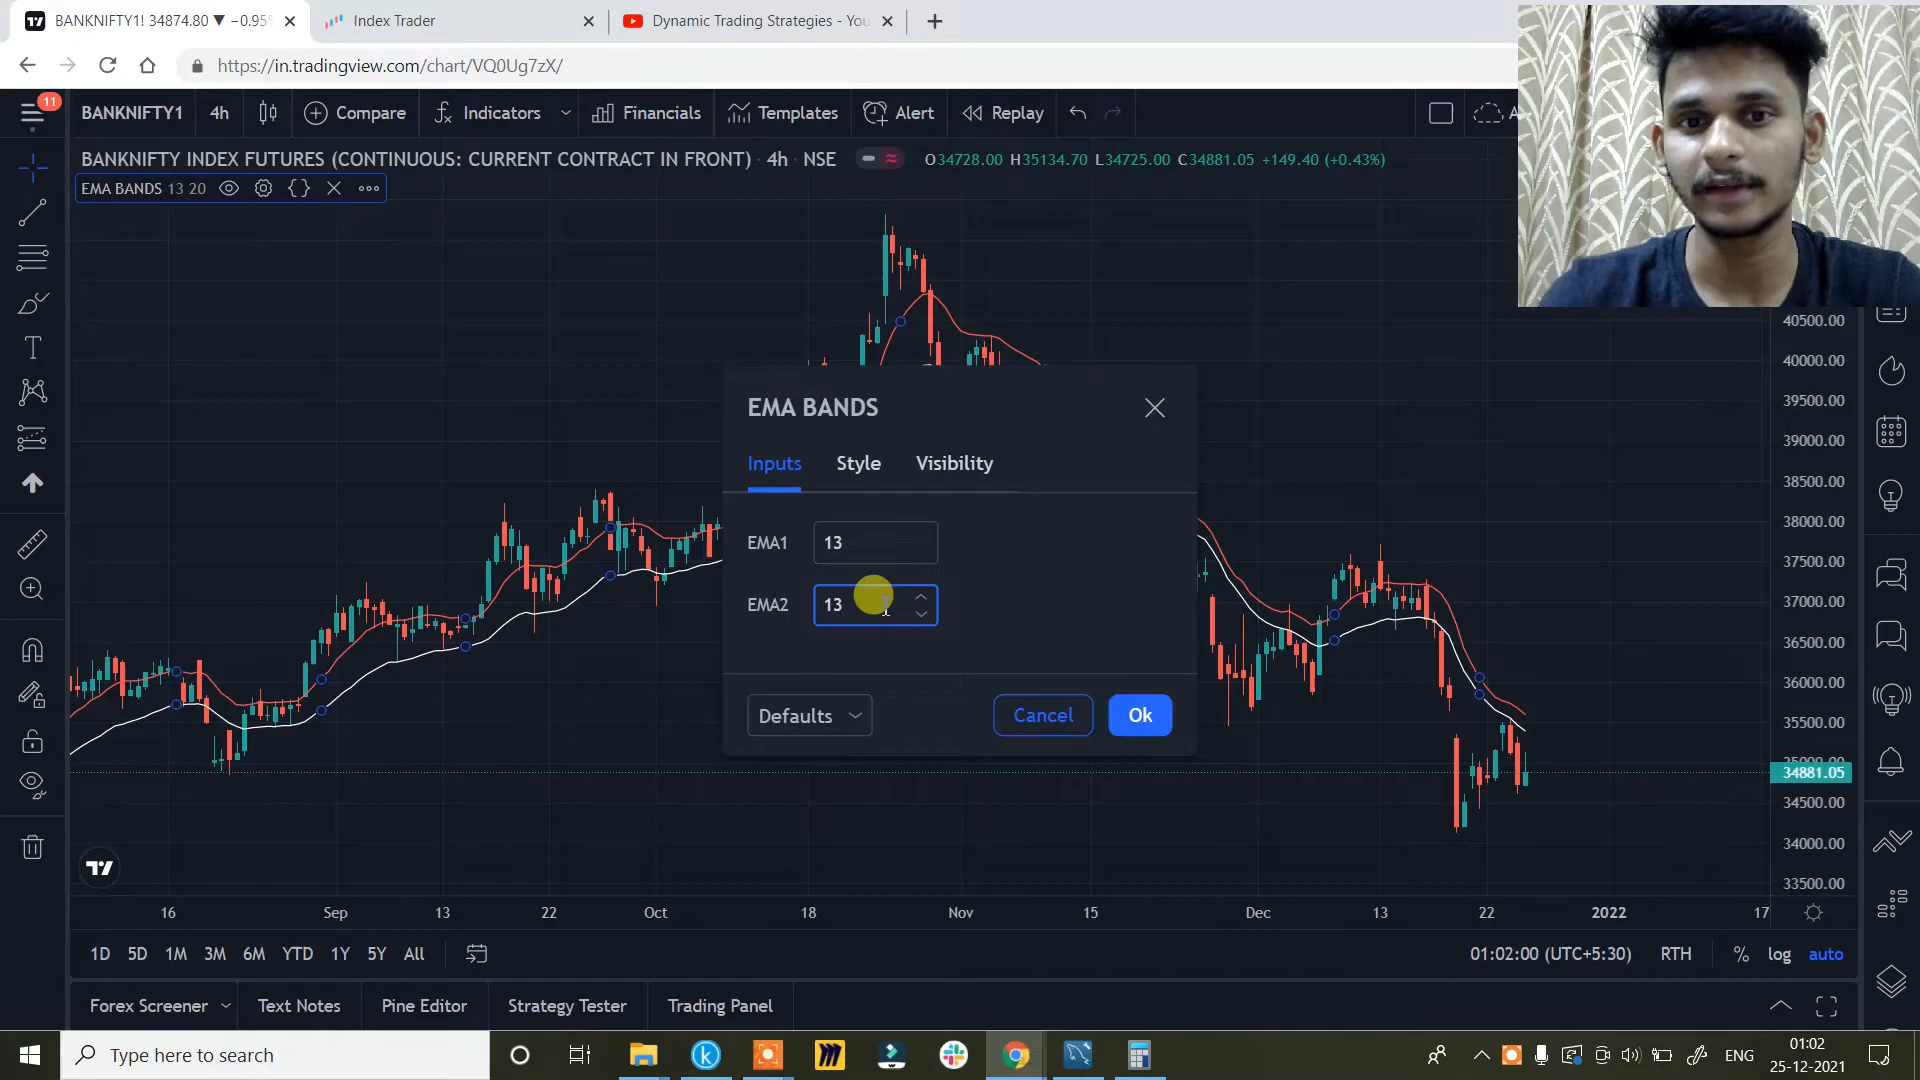 BANKNIFTY1! 34874.80 ▼ −0.95%
Index Trader
Dynamic Trading Strategies - You
https://in.tradingview.com/chart/VQ0Ug7zX/
11
BANKNIFTY1
4h
Compare
Indicators
Financials
Templates
Alert
Replay
BANKNIFTY INDEX FUTURES (CONTINUOUS: CURRENT CONTRACT IN FRONT) · 4h · NSE
O34728.00 H35134.70 L34725.00 C34881.05 +149.40 (+0.43%)
EMA BANDS 13 20
EMA BANDS
Inputs
Style
Visibility
EMA1
13
EMA2
13
Defaults
Cancel
Ok
40500.00
40000.00
39500.00
39000.00
38500.00
38000.00
37500.00
37000.00
36500.00
36000.00
35500.00
35000.00
34881.05
34500.00
34000.00
33500.00
16
Sep
13
22
Oct
18
Nov
15
Dec
13
22
2022
17
1D 5D 1M 3M 6M YTD 1Y 5Y All
01:02:00 (UTC+5:30)
RTH
%
log
auto
Forex Screener
Text Notes
Pine Editor
Strategy Tester
Trading Panel
Type here to search
ENG
01:02
25-12-2021